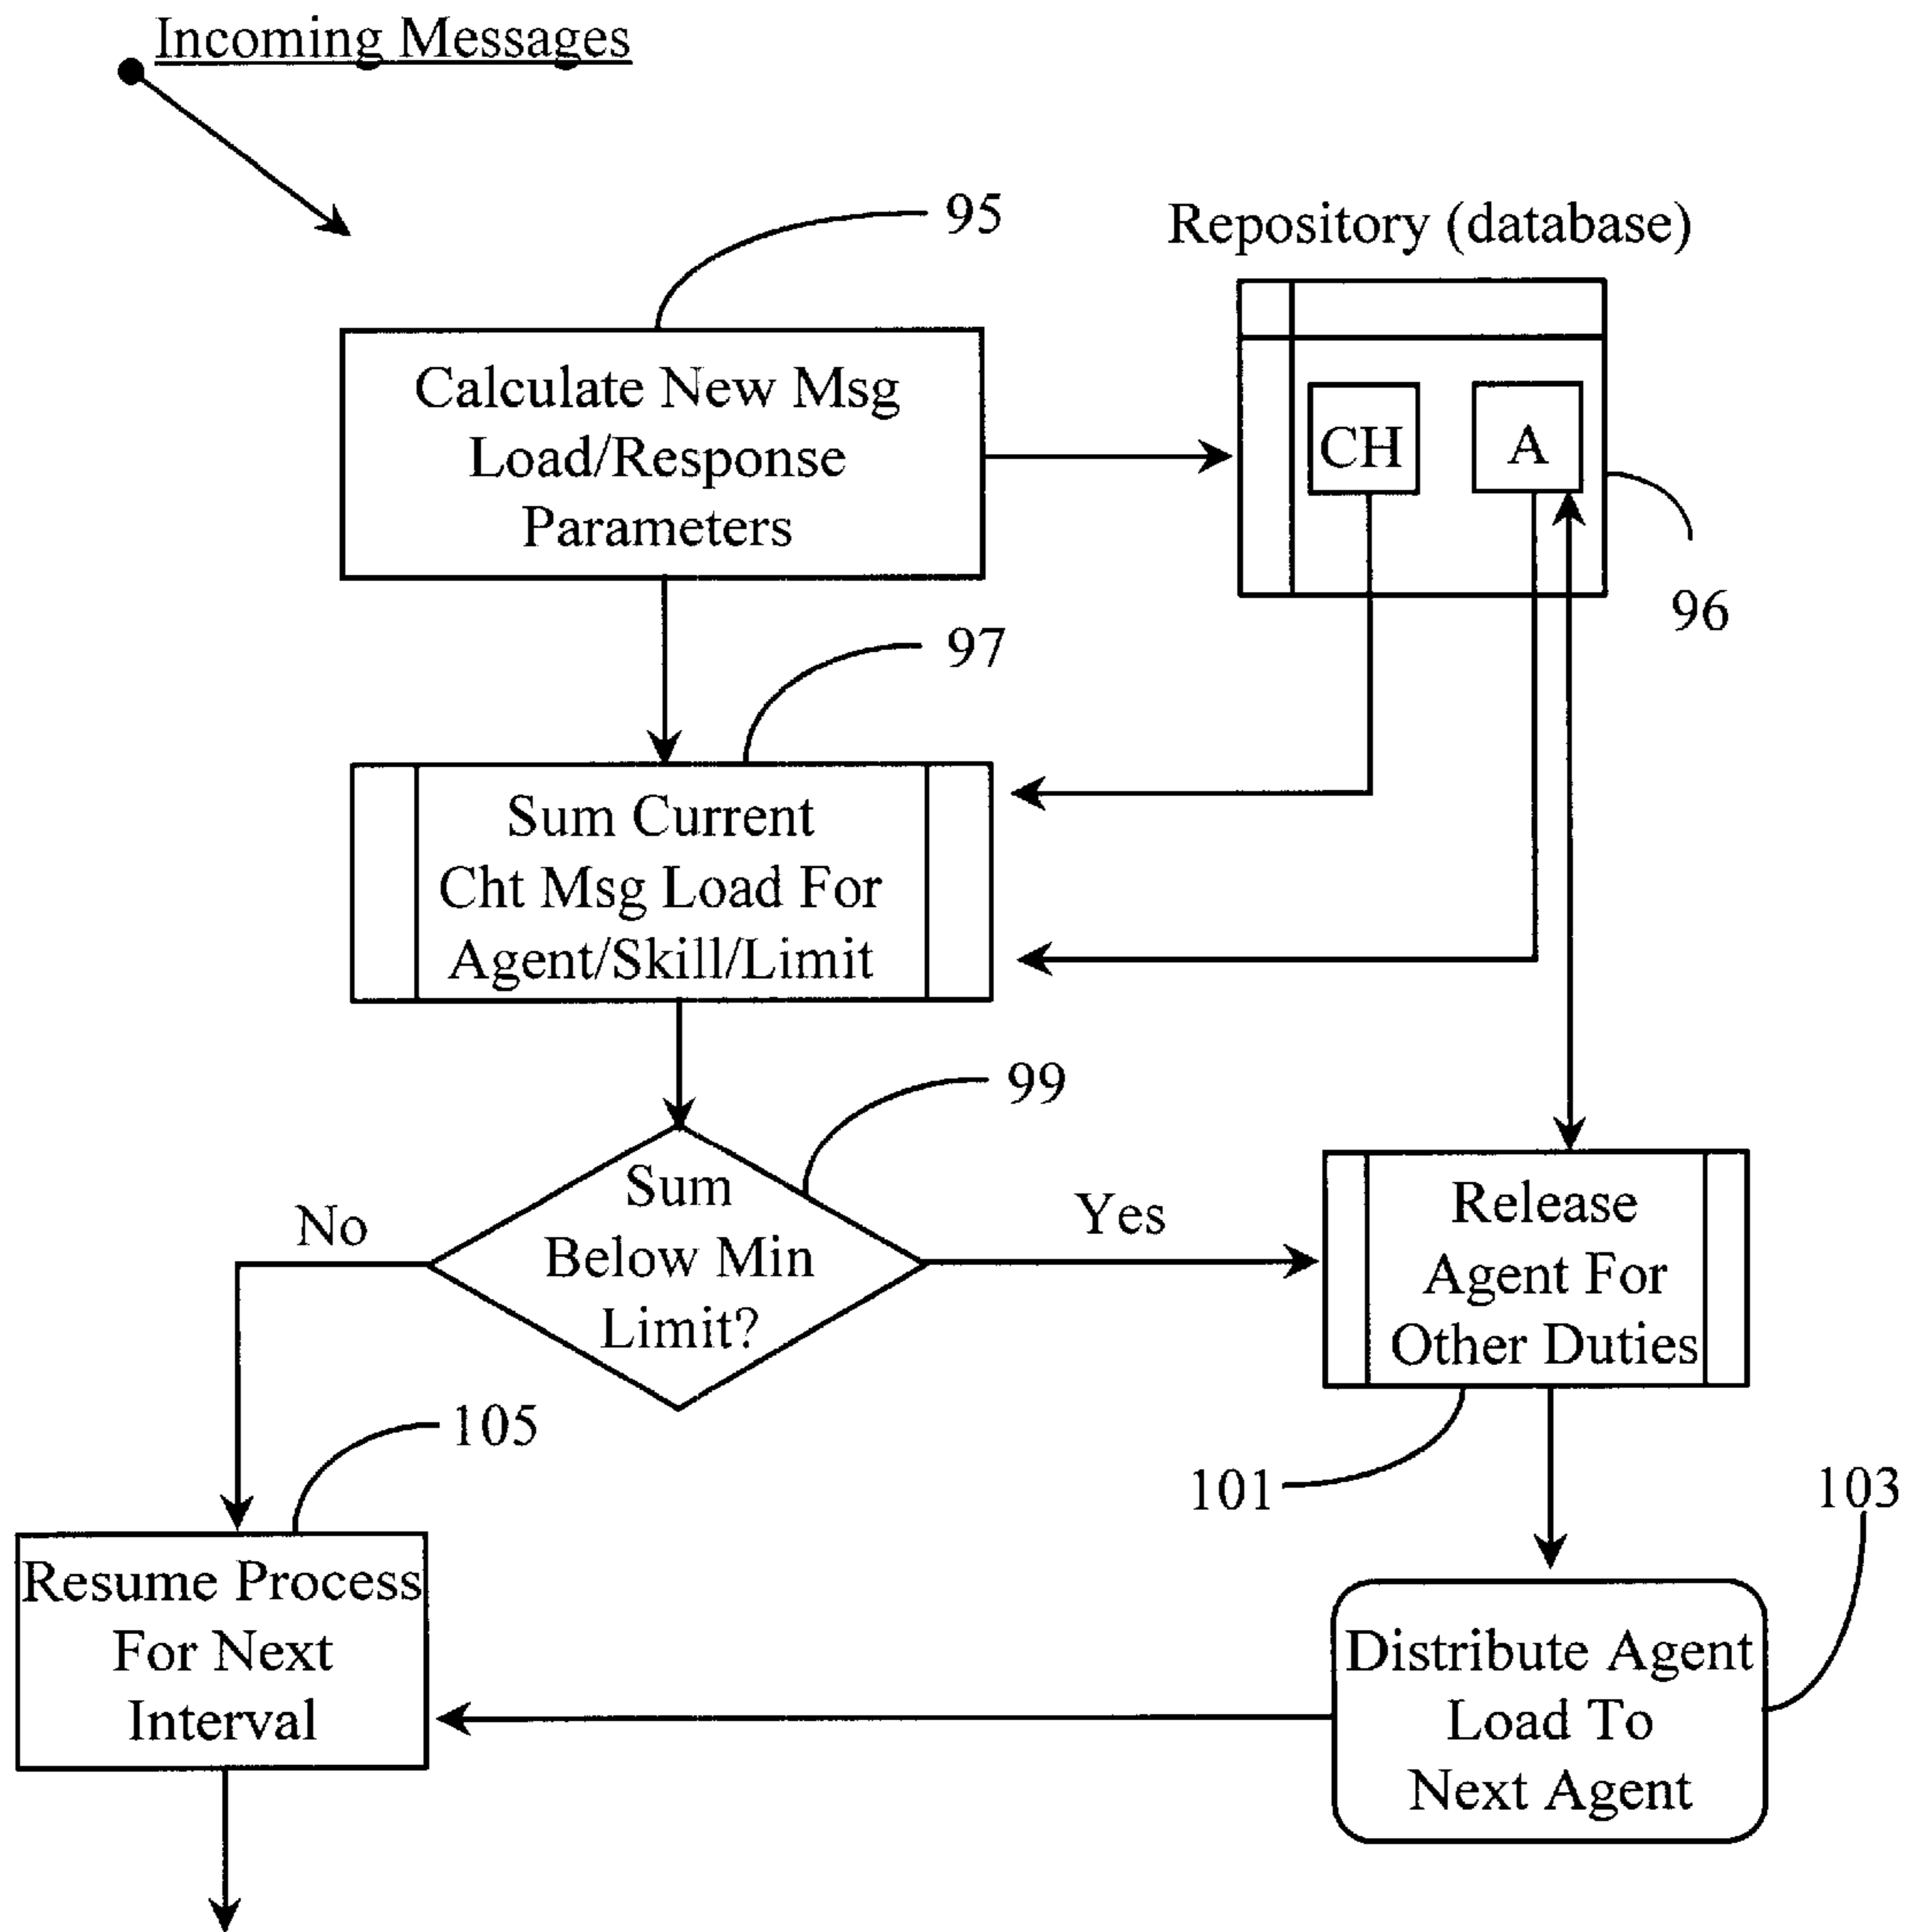 Incoming Messages
95
Repository (database)
Calculate New Msg
Load/Response
Parameters
CH
A
96
97
Sum Current
Cht Msg Load For
Agent/Skill/Limit
99
Sum
Below Min
Limit?
No
Yes
Release
Agent For
Other Duties
105
101
103
Resume Process
For Next
Interval
Distribute Agent
Load To
Next Agent